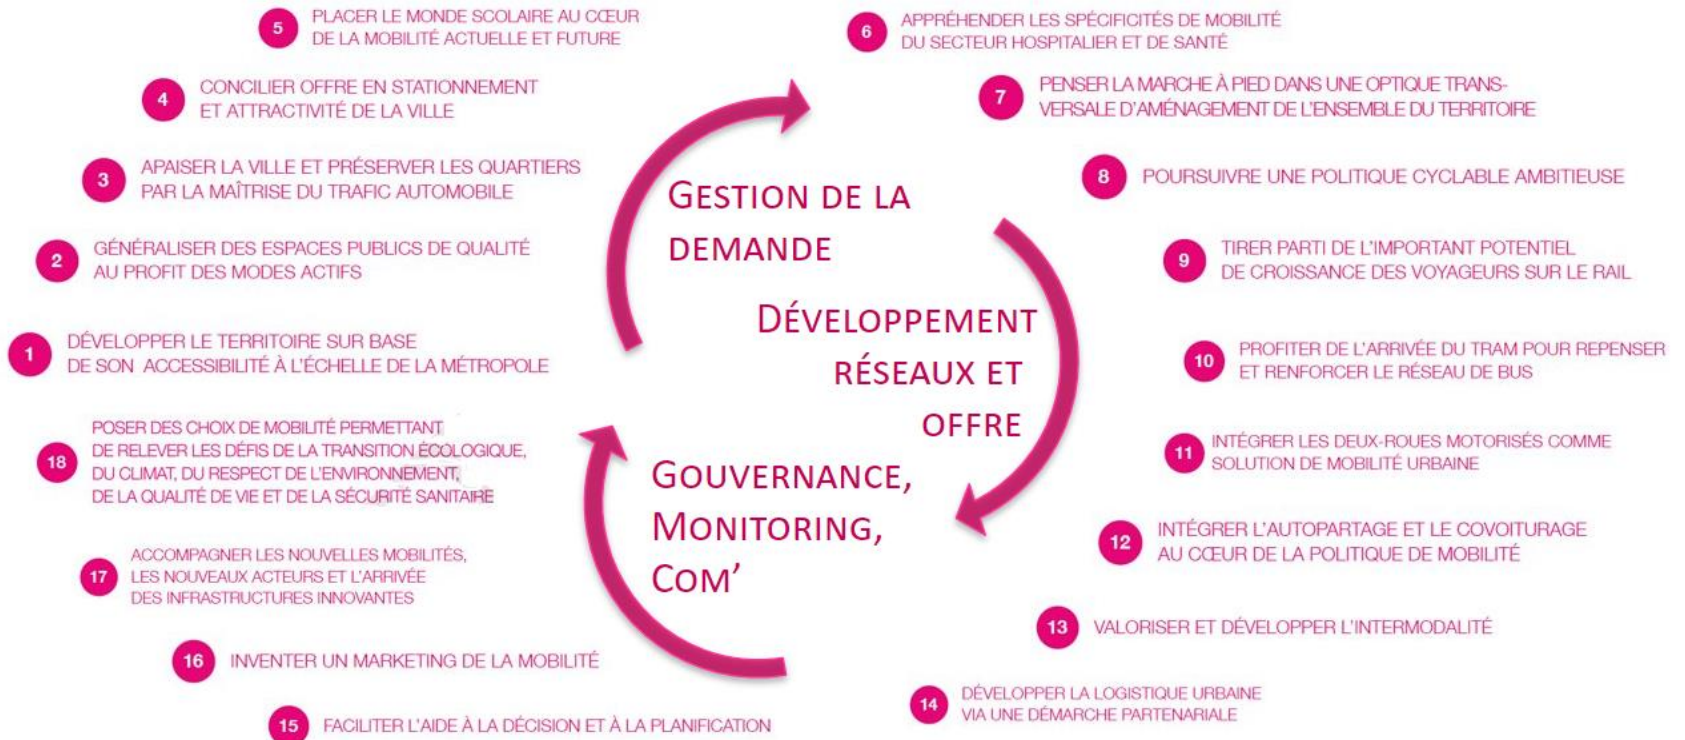 5
PLACER LE MONDE SCOLAIRE AU CŒUR
DE LA MOBILITÉ ACTUELLE ET FUTURE
4
CONCILIER OFFRE EN STATIONNEMENT
ET ATTRACTIVITÉ DE LA VILLE
3
APAISER LA VILLE ET PRÉSERVER LES QUARTIERS
PAR LA MAÎTRISE DU TRAFIC AUTOMOBILE
2
GÉNÉRALISER DES ESPACES PUBLICS DE QUALITÉ
AU PROFIT DES MODES ACTIFS
1
DÉVELOPPER LE TERRITOIRE SUR BASE
DE SON ACCESSIBILITÉ À L'ÉCHELLE DE LA MÉTROPOLE
18
POSER DES CHOIX DE MOBILITÉ PERMETTANT
DE RELEVER LES DÉFIS DE LA TRANSITION ÉCOLOGIQUE,
DU CLIMAT, DU RESPECT DE L'ENVIRONNEMENT,
DE LA QUALITÉ DE VIE ET DE LA SÉCURITÉ SANITAIRE
17
ACCOMPAGNER LES NOUVELLES MOBILITÉS,
LES NOUVEAUX ACTEURS ET L'ARRIVÉE
DES INFRASTRUCTURES INNOVANTES
16
INVENTER UN MARKETING DE LA MOBILITÉ
15
FACILITER L'AIDE À LA DÉCISION ET À LA PLANIFICATION
GESTION DE LA
DEMANDE
DÉVELOPPEMENT
RÉSEAUX ET
OFFRE
GOUVERNANCE,
MONITORING,
COM'
6
APPRÉHENDER LES SPÉCIFICITÉS DE MOBILITÉ
DU SECTEUR HOSPITALIER ET DE SANTÉ
7
PENSER LA MARCHE À PIED DANS UNE OPTIQUE TRANS-
VERSALE D'AMÉNAGEMENT DE L'ENSEMBLE DU TERRITOIRE
8
POURSUIVRE UNE POLITIQUE CYCLABLE AMBITIEUSE
9
TIRER PARTI DE L'IMPORTANT POTENTIEL
DE CROISSANCE DES VOYAGEURS SUR LE RAIL
10
PROFITER DE L'ARRIVÉE DU TRAM POUR REPENSER
ET RENFORCER LE RÉSEAU DE BUS
11
INTÉGRER LES DEUX-ROUES MOTORISÉS COMME
SOLUTION DE MOBILITÉ URBAINE
12
INTÉGRER L'AUTOPARTAGE ET LE COVOITURAGE
AU CŒUR DE LA POLITIQUE DE MOBILITÉ
13
VALORISER ET DÉVELOPPER L'INTERMODALITÉ
14
DÉVELOPPER LA LOGISTIQUE URBAINE
VIA UNE DÉMARCHE PARTENARIALE